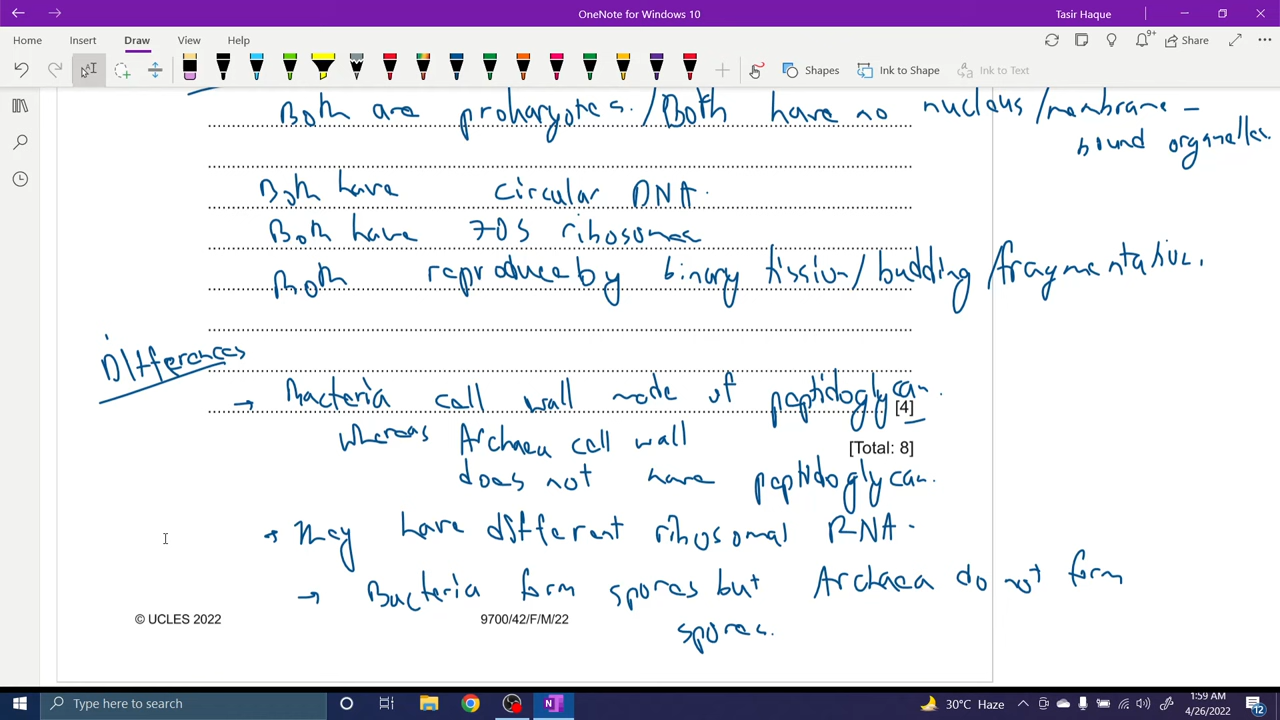 OneNote for Windows 10
Tasir Haque
Home Insert Draw View Help
Share
Shapes
Ink to Shape
Ink to Text
Both are prokaryotes. / Both have no nucleus / membrane -
bound organelles.
Both have circular DNA.
Both have 70S ribosomes
Both reproduce by binary fission / budding / fragmentation.
Differences
→ Bacteria cell wall made of peptidoglycan.
[4]
whereas Archaea cell wall
[Total: 8]
does not have peptidoglycan.
→ May have different ribosomal RNA.
→ Bacteria form spores but Archaea do not form
spores.
© UCLES 2022
9700/42/F/M/22
Type here to search
30°C Haze
1:59 AM
4/26/2022
12